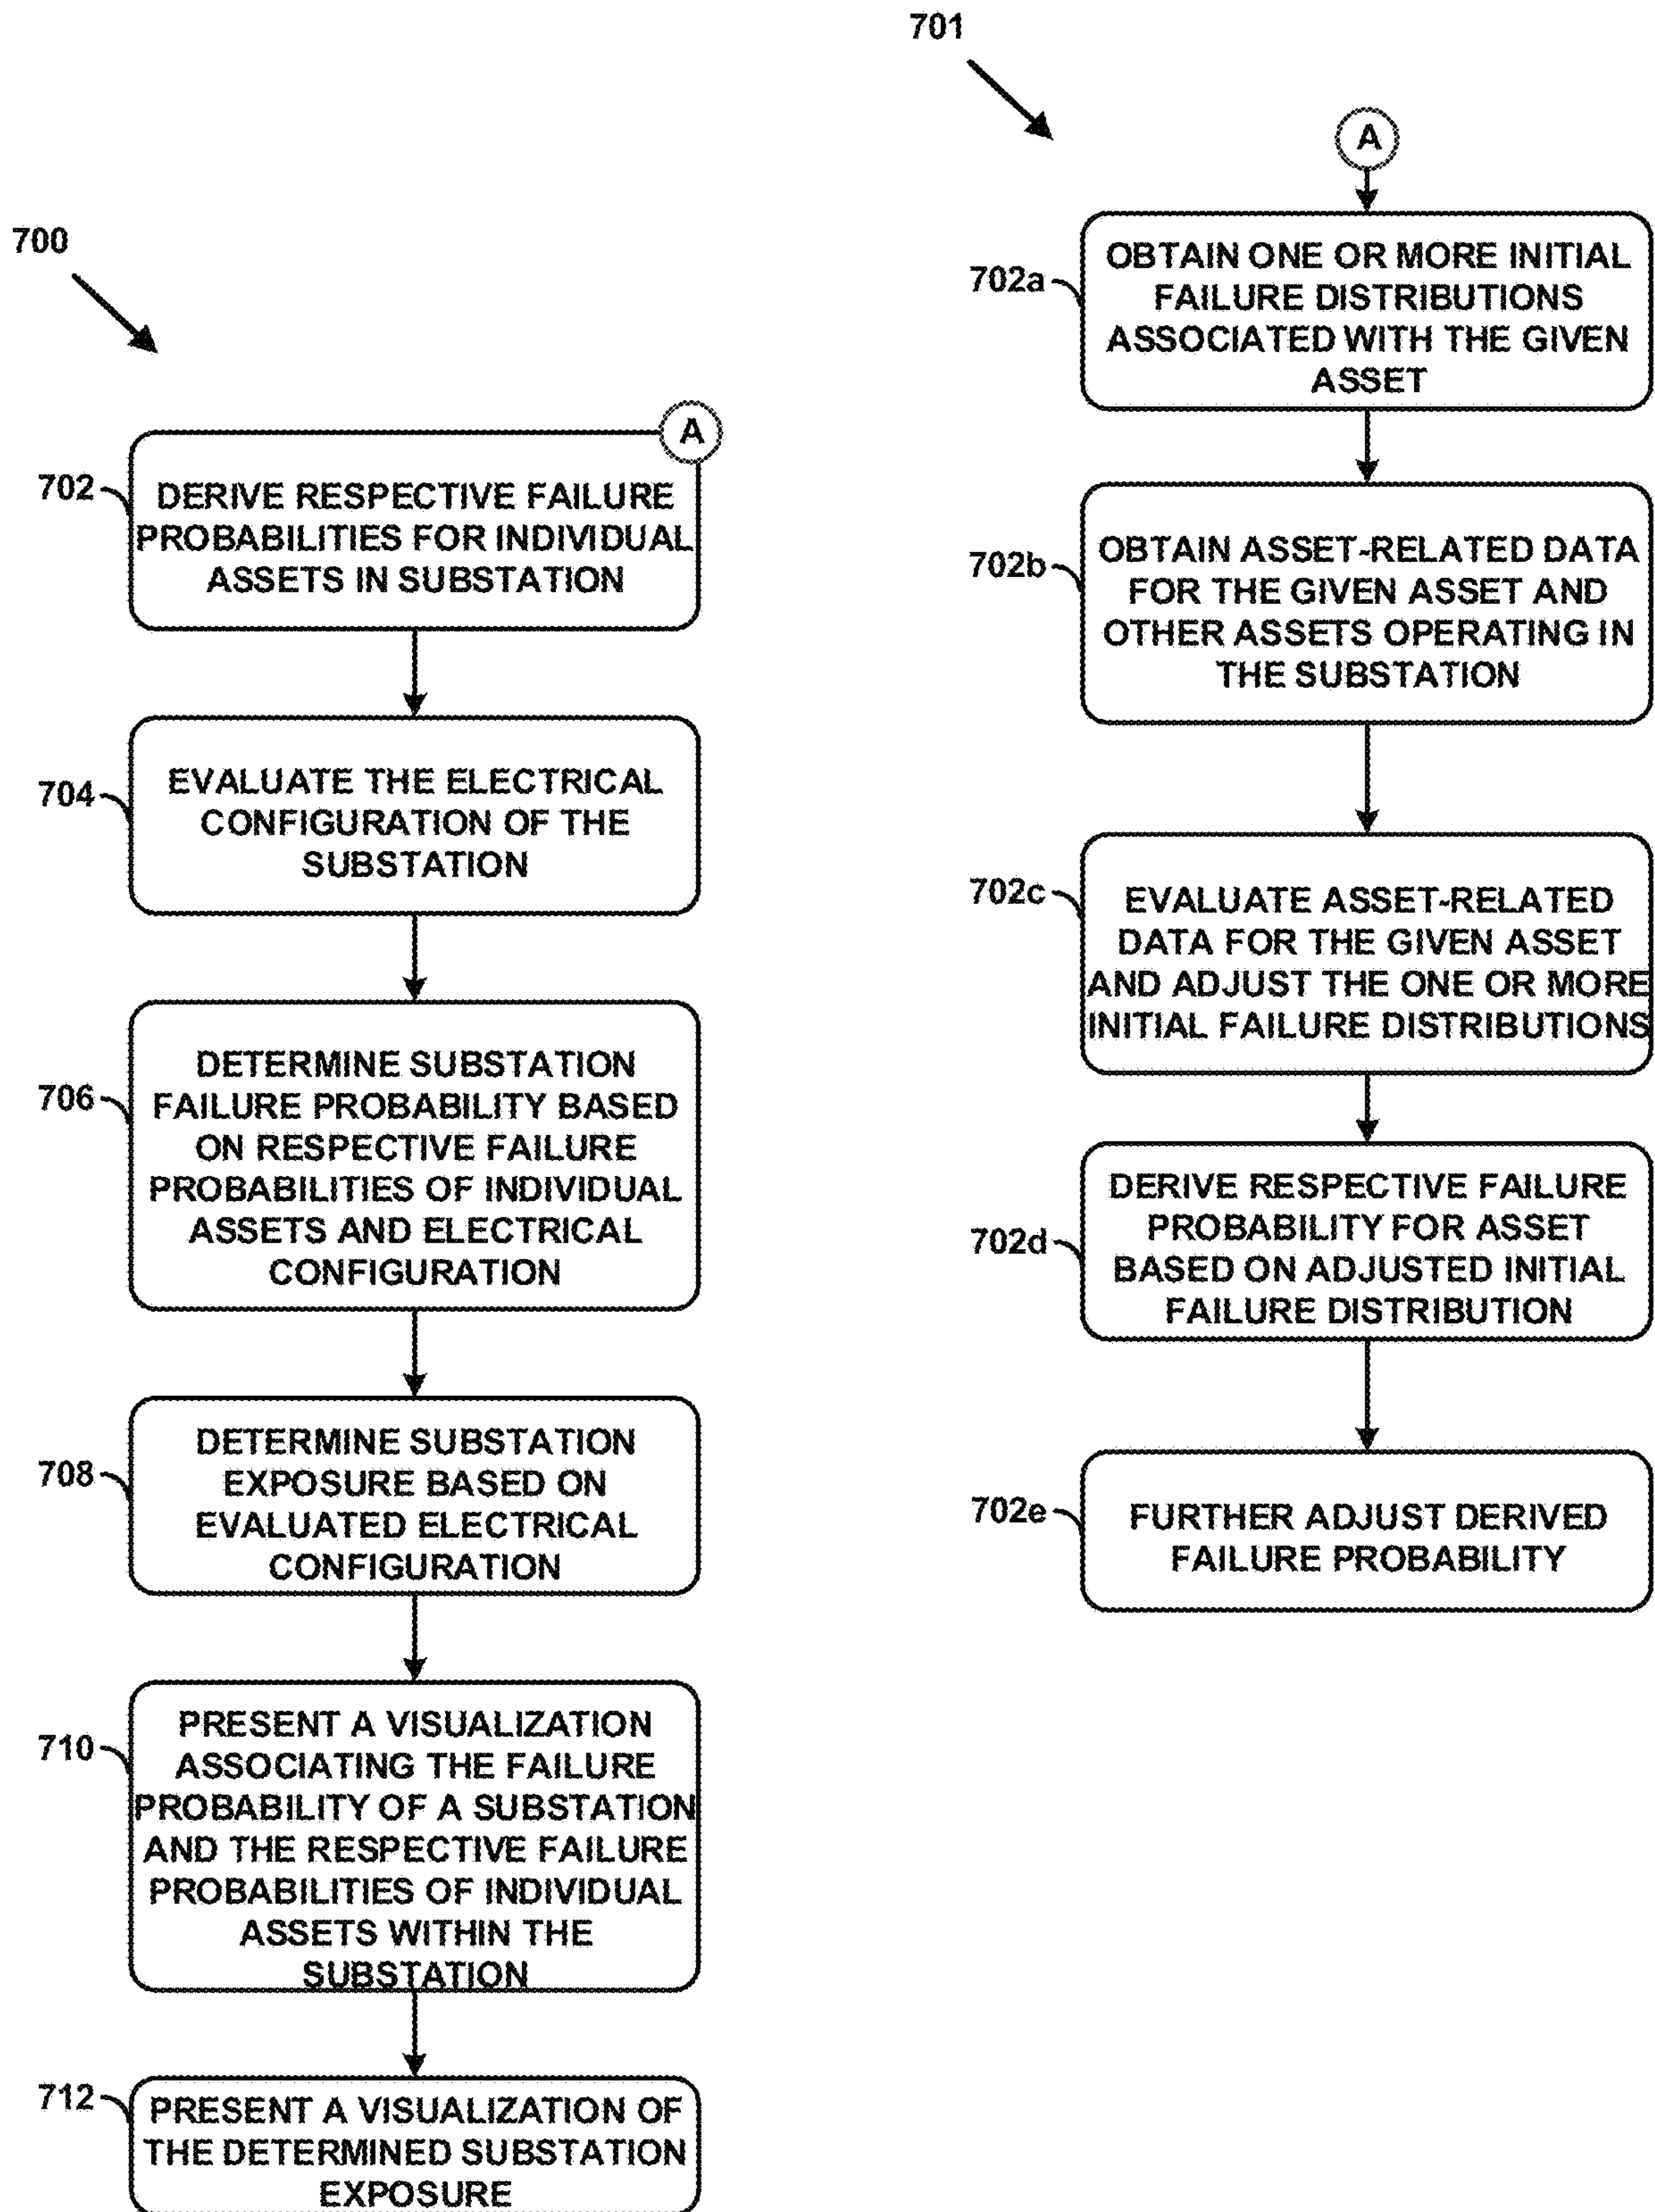 700
A
702
DERIVE RESPECTIVE FAILURE
PROBABILITIES FOR INDIVIDUAL
ASSETS IN SUBSTATION
704
EVALUATE THE ELECTRICAL
CONFIGURATION OF THE
SUBSTATION
706
DETERMINE SUBSTATION
FAILURE PROBABILITY BASED
ON RESPECTIVE FAILURE
PROBABILITIES OF INDIVIDUAL
ASSETS AND ELECTRICAL
CONFIGURATION
708
DETERMINE SUBSTATION
EXPOSURE BASED ON
EVALUATED ELECTRICAL
CONFIGURATION
710
PRESENT A VISUALIZATION
ASSOCIATING THE FAILURE
PROBABILITY OF A SUBSTATION
AND THE RESPECTIVE FAILURE
PROBABILITIES OF INDIVIDUAL
ASSETS WITHIN THE
SUBSTATION
712
PRESENT A VISUALIZATION OF
THE DETERMINED SUBSTATION
EXPOSURE
701
A
702a
OBTAIN ONE OR MORE INITIAL
FAILURE DISTRIBUTIONS
ASSOCIATED WITH THE GIVEN
ASSET
702b
OBTAIN ASSET-RELATED DATA
FOR THE GIVEN ASSET AND
OTHER ASSETS OPERATING IN
THE SUBSTATION
702c
EVALUATE ASSET-RELATED
DATA FOR THE GIVEN ASSET
AND ADJUST THE ONE OR MORE
INITIAL FAILURE DISTRIBUTIONS
702d
DERIVE RESPECTIVE FAILURE
PROBABILITY FOR ASSET
BASED ON ADJUSTED INITIAL
FAILURE DISTRIBUTION
702e
FURTHER ADJUST DERIVED
FAILURE PROBABILITY